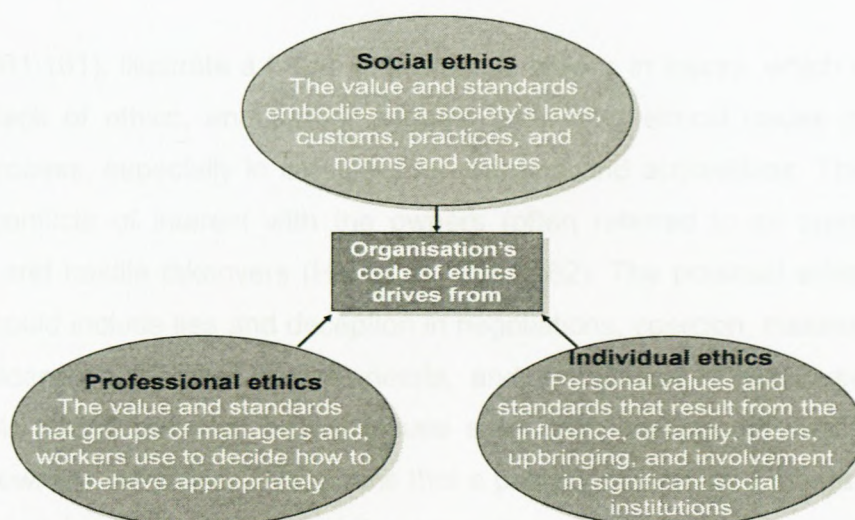 Social ethics
The value and standards
embodies in a society's laws,
customs, practices, and
norms and values
Organisation's
code of ethics
drives from
Professional ethics
The value and standards
that groups of managers and,
workers use to decide how to
behave appropriately
Individual ethics
Personal values and
standards that result from the
influence, of family, peers,
upbringing, and involvement
in significant social
institutions